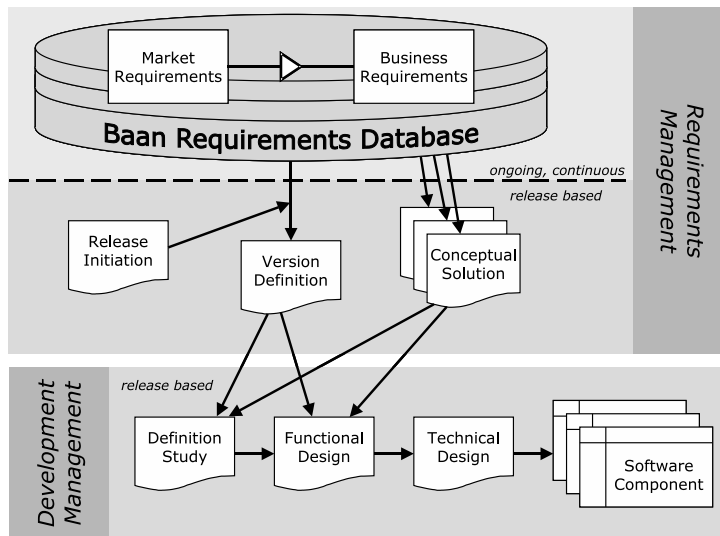 Market
Requirements
Business
Requirements
Baan Requirements Database
ongoing, continuous
release based
Requirements
Management
Release
Initiation
Version
Definition
Conceptual
Solution
Development
Management
release based
Definition
Study
Functional
Design
Technical
Design
Software
Component